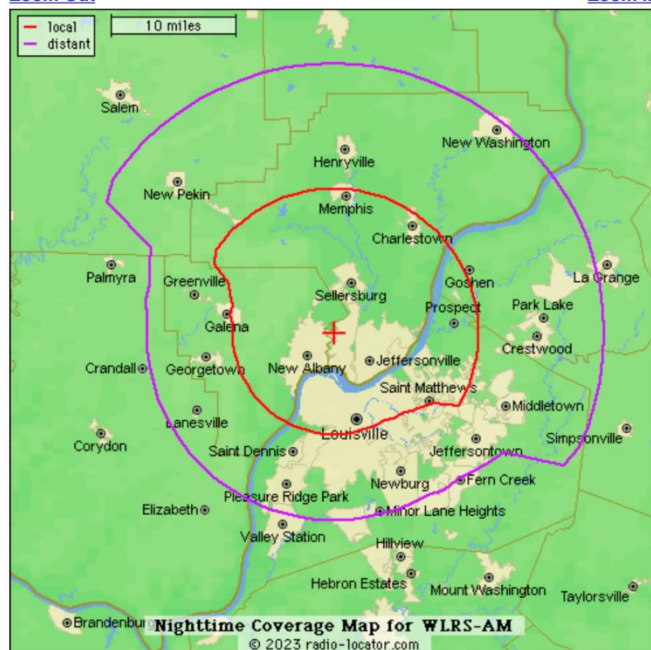 local
distant
10 miles
Salem
New Washington
Henryville
New Pekin
Memphis
Charlestown
Palmyra
Greenville
Sellersburg
Goshen
La Grange
Galena
Prospect
Park Lake
Crestwood
Crandall
Georgetown
New Albany
Jeffersonville
Saint Matthews
Lanesville
Middletown
Corydon
Louisville
Simpsonville
Saint Dennis
Jeffersontown
Newburg
Fern Creek
Pleasure Ridge Park
Elizabeth
Minor Lane Heights
Valley Station
Hillview
Hebron Estates
Mount Washington
Taylorsville
Brandenburg
Nighttime Coverage Map for WLRS-AM
© 2023 radio-locator.com